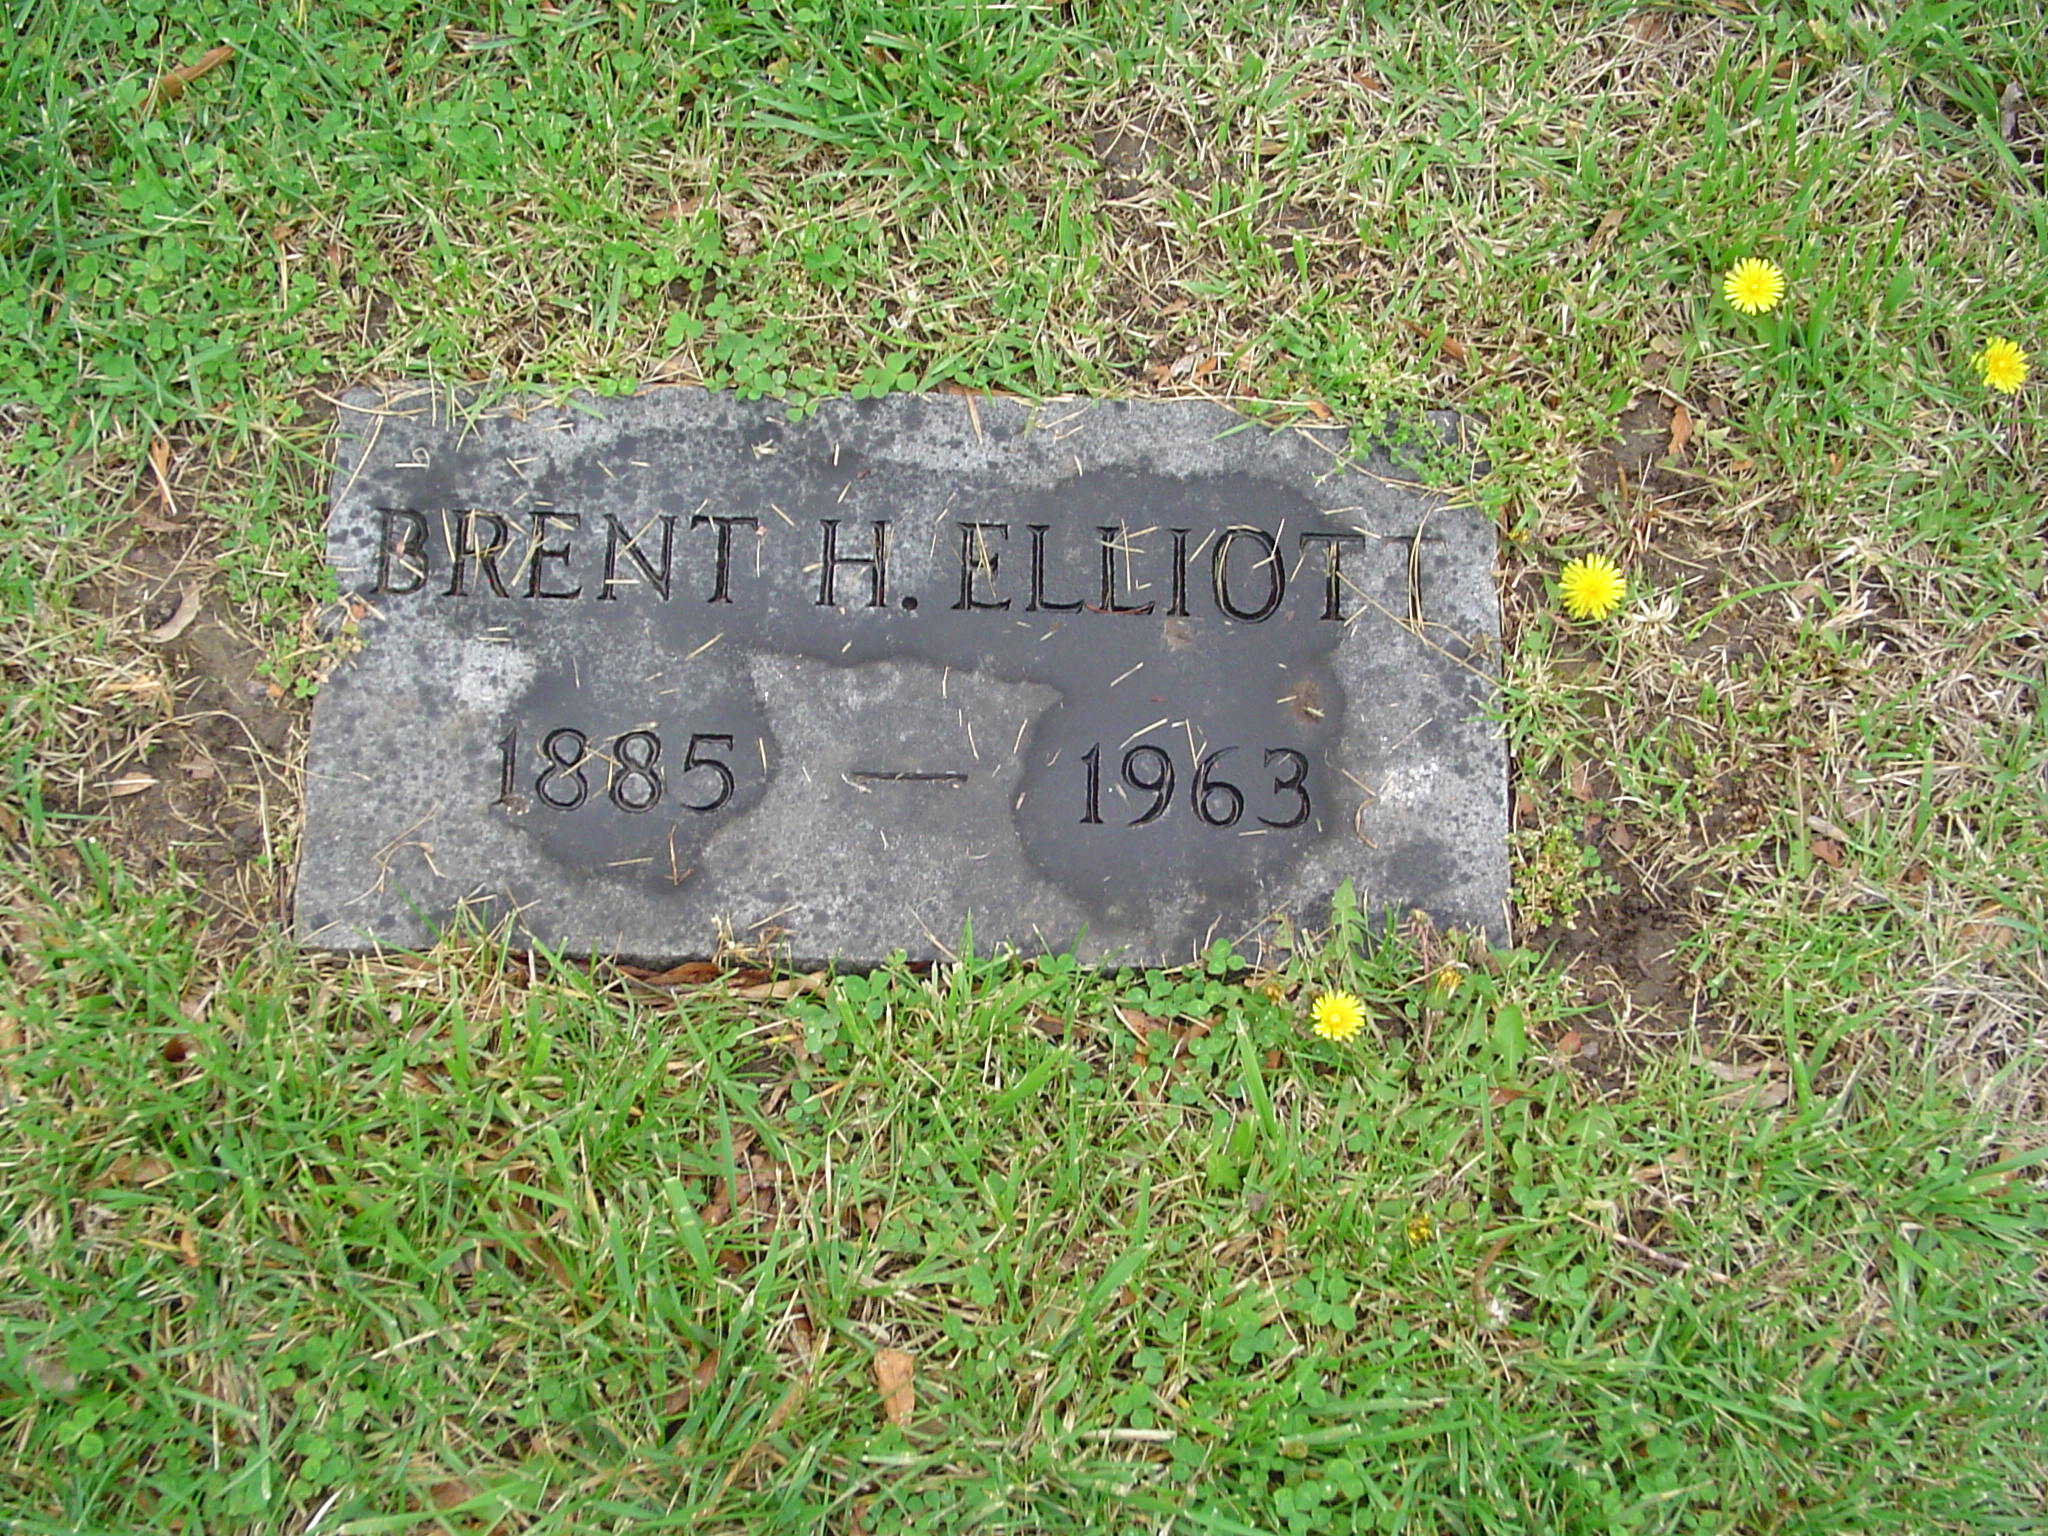 BRENT H. ELLIOTT
1885 — 1963